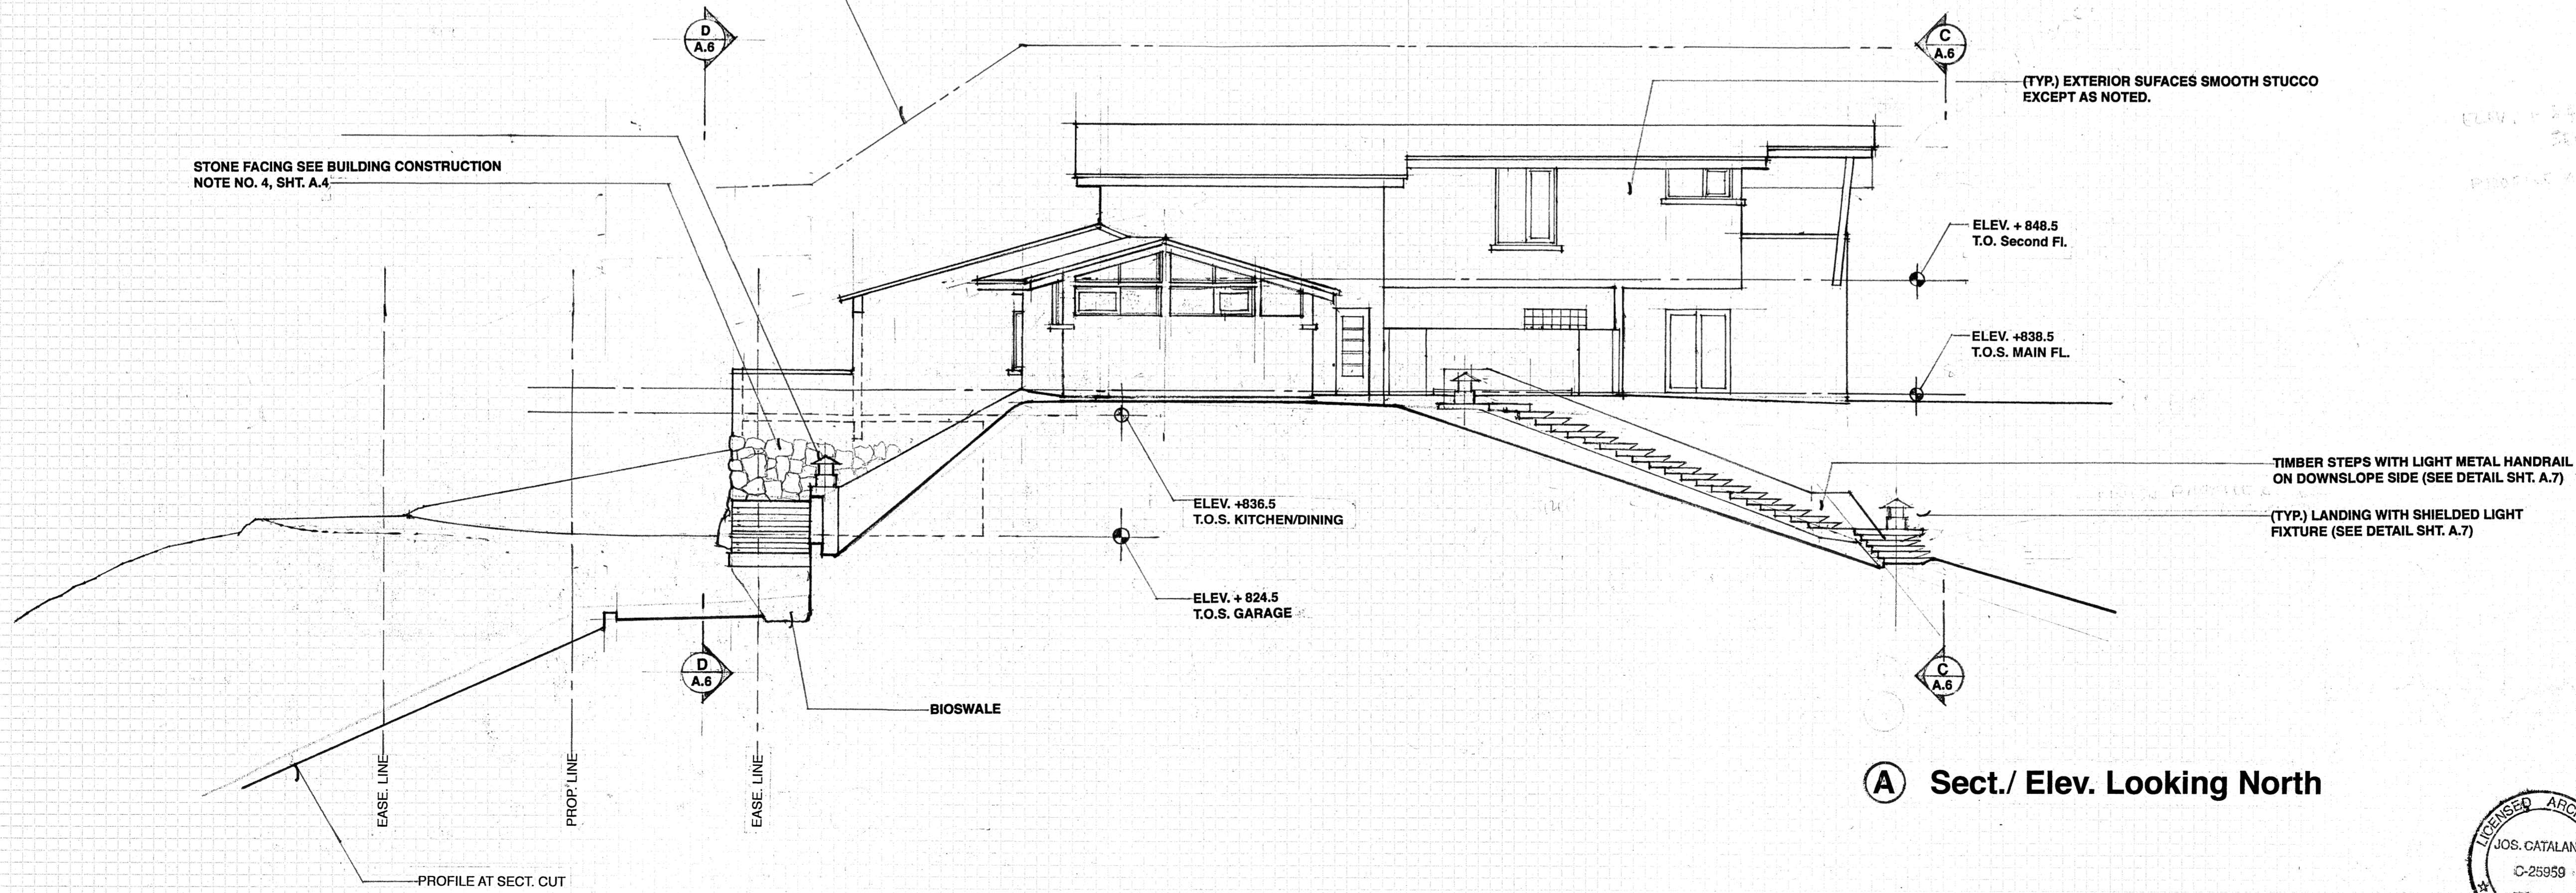 D
A.6
C
A.6
(TYP.) EXTERIOR SUFACES SMOOTH STUCCO
EXCEPT AS NOTED.
STONE FACING SEE BUILDING CONSTRUCTION
NOTE NO. 4, SHT. A.4
ELEV. + 848.5
T.O. Second Fl.
ELEV. +838.5
T.O.S. MAIN FL.
TIMBER STEPS WITH LIGHT METAL HANDRAIL
ON DOWNSLOPE SIDE (SEE DETAIL SHT. A.7)
ELEV. +836.5
T.O.S. KITCHEN/DINING
(TYP.) LANDING WITH SHIELDED LIGHT
FIXTURE (SEE DETAIL SHT. A.7)
ELEV. + 824.5
T.O.S. GARAGE
D
A.6
C
A.6
BIOSWALE
EASE. LINE
PROP. LINE
EASE. LINE
A Sect./ Elev. Looking North
PROFILE AT SECT. CUT
LICENSED ARC
JOS. CATALAN
C-25959